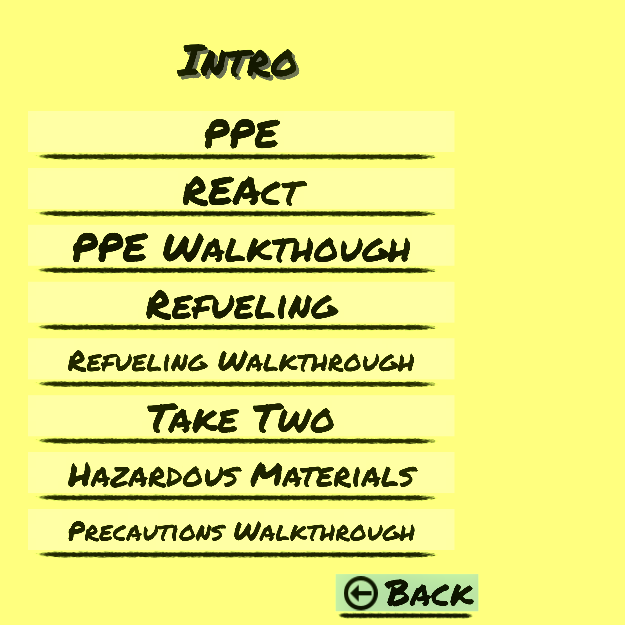 Intro
PPE
REAct
PPE Walkthough
Refueling
Refueling Walkthrough
Take Two
Hazardous Materials
Precautions Walkthrough
Back